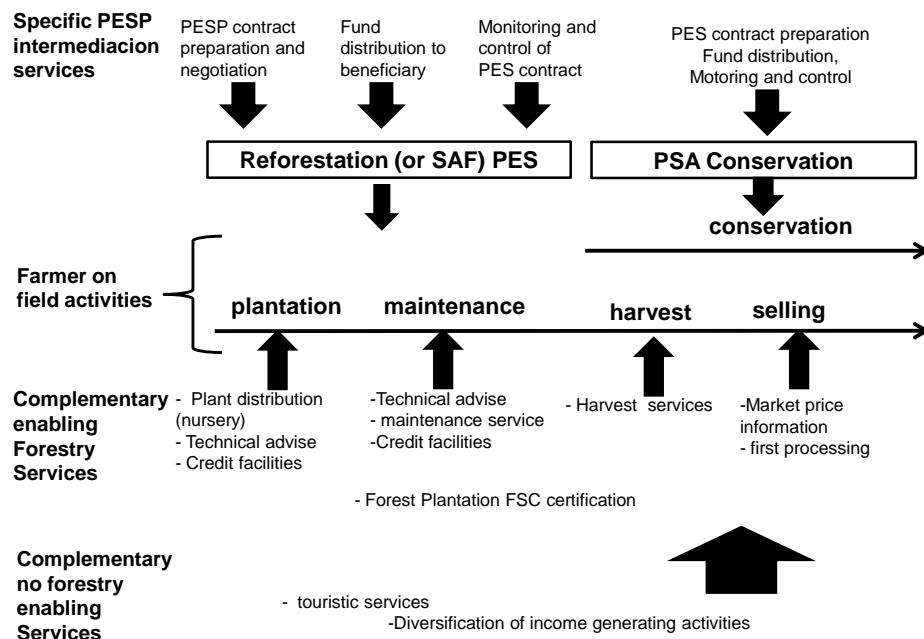 Specific PESP
intermediacion
services
PESP contract
preparation and
negotiation
Fund
distribution to
beneficiary
Monitoring and
control of
PES contract
PES contract preparation
Fund distribution,
Motoring and control
Reforestation (or SAF) PES
PSA Conservation
conservation
Farmer on
field activities
plantation
maintenance
harvest
selling
Complementary
enabling
Forestry
Services
- Plant distribution
(nursery)
- Technical advise
- Credit facilities
-Technical advise
- maintenance service
-Credit facilities
- Harvest services
-Market price
information
- first processing
- Forest Plantation FSC certification
Complementary
no forestry
enabling
Services
- touristic services
-Diversification of income generating activities